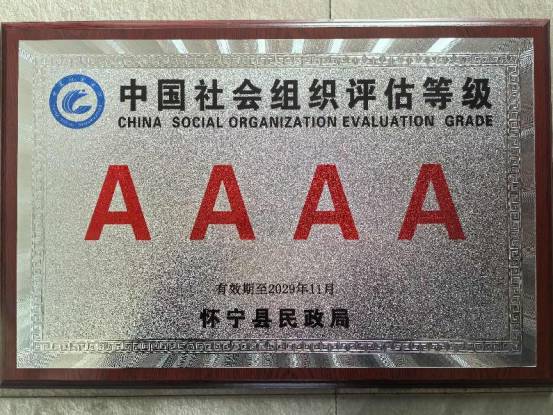 中国社会组织评估等级
CHINA SOCIAL ORGANIZATION EVALUATION GRADE
AAAA
有效期至2029年11月
怀宁县民政局